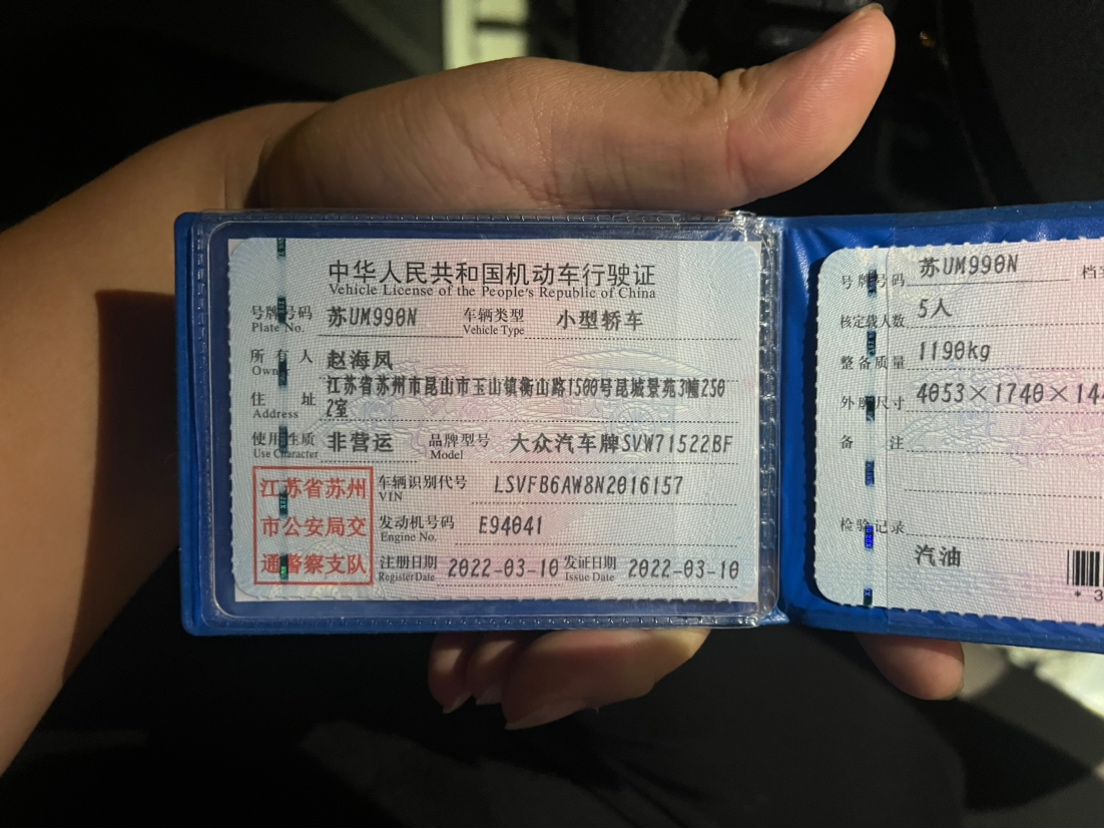 中华人民共和国机动车行驶证
Vehicle License of the People's Republic of China
号牌号码 苏UM990N 车辆类型 小型轿车
Plate No. Vehicle Type
所有人 赵海凤
Owner
住址 江苏省苏州市昆山市玉山镇衡山路1500号昆城景苑3幢250
Address 2室
使用性质 非营运 品牌型号 大众汽车牌SVW71522BF
Use Character Model
江苏省苏州
市公安局交
通警察支队
车辆识别代号 LSVFB6AW8N2016157
VIN
发动机号码 E94041
Engine No.
注册日期 2022-03-10 发证日期 2022-03-10
Register Date Issue Date
号牌号码 苏UM990N
核定载人数 5人
整备质量 1190kg
外廓尺寸 4053×1740×14
备注
检验记录
汽油
* 3